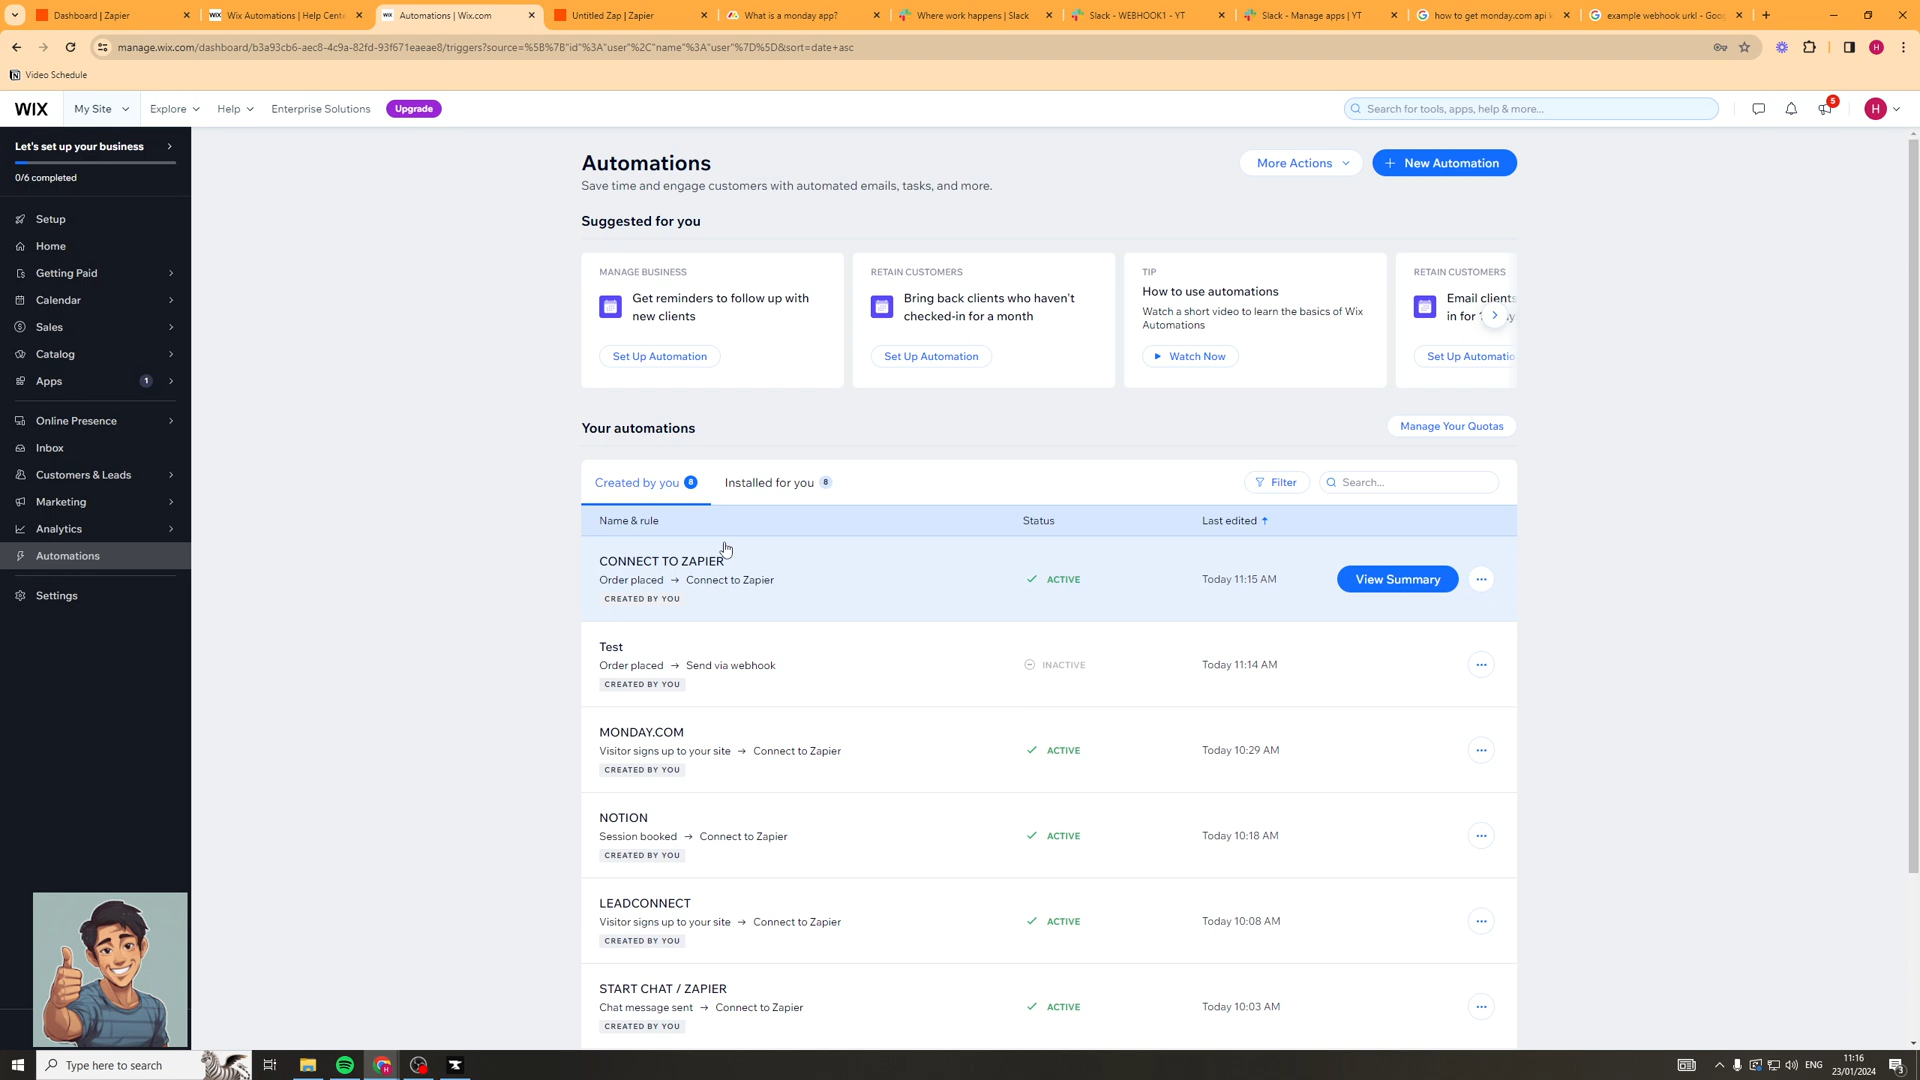 Dashboard | Zapier
Wix Automations | Help Cent
Automations | Wix.com
Untitled Zap | Zapier
What is a monday app?
Where work happens | Slack
Slack - WEBHOOK1 - YT
Slack - Manage apps | YT
how to get monday.com api k
example webhook urkl - Goo
manage.wix.com/dashboard/b3a93cb6-aec8-4c9a-82fd-93f671eaeae8/triggers?source=%5B%7B"id"%3A"user"%2C"name"%3A"user"%7D%5D&sort=date+asc
Video Schedule
WIX
My Site
Explore
Help
Enterprise Solutions
Upgrade
Search for tools, apps, help & more...
5
H
Let's set up your business
0/6 completed
Setup
Home
Getting Paid
Calendar
Sales
Catalog
Apps
1
Online Presence
Inbox
Customers & Leads
Marketing
Analytics
Automations
Settings
Automations
Save time and engage customers with automated emails, tasks, and more.
More Actions
+ New Automation
Suggested for you
MANAGE BUSINESS
Get reminders to follow up with
new clients
Set Up Automation
RETAIN CUSTOMERS
Bring back clients who haven't
checked-in for a month
Set Up Automation
TIP
How to use automations
Watch a short video to learn the basics of Wix
Automations
Watch Now
RETAIN CUSTOMERS
Email clients
in for
Set Up Automatio
Your automations
Manage Your Quotas
Created by you 8
Installed for you 8
Filter
Search...
Name & rule
Status
Last edited ↑
CONNECT TO ZAPIER
Order placed → Connect to Zapier
CREATED BY YOU
ACTIVE
Today 11:15 AM
View Summary
Test
Order placed → Send via webhook
CREATED BY YOU
INACTIVE
Today 11:14 AM
MONDAY.COM
Visitor signs up to your site → Connect to Zapier
CREATED BY YOU
ACTIVE
Today 10:29 AM
NOTION
Session booked → Connect to Zapier
CREATED BY YOU
ACTIVE
Today 10:18 AM
LEADCONNECT
Visitor signs up to your site → Connect to Zapier
CREATED BY YOU
ACTIVE
Today 10:08 AM
START CHAT / ZAPIER
Chat message sent → Connect to Zapier
CREATED BY YOU
ACTIVE
Today 10:03 AM
Type here to search
ENG
11:16
23/01/2024
3